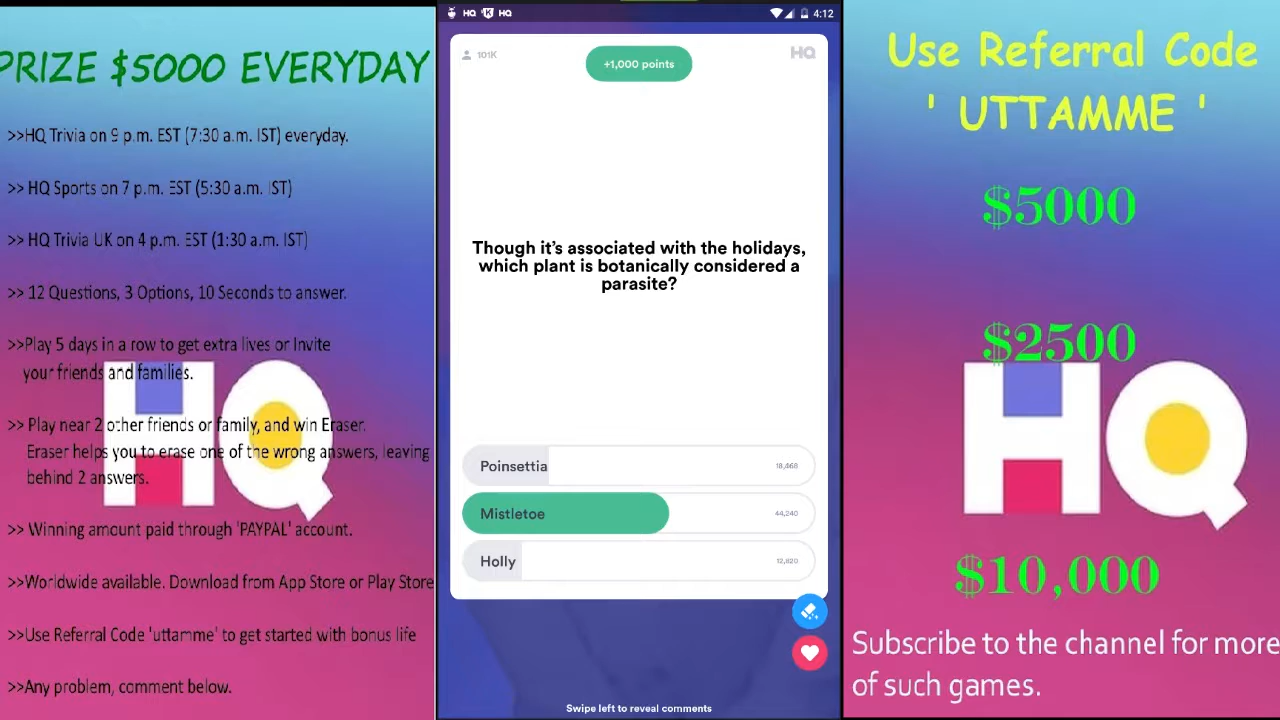 PRIZE $5000 EVERYDAY
>>HQ Trivia on 9 p.m. EST (7:30 a.m. IST) everyday.
>> HQ Sports on 7 p.m. EST (5:30 a.m. IST)
>> HQ Trivia UK on 4 p.m. EST (1:30 a.m. IST)
>> 12 Questions, 3 Options, 10 Seconds to answer.
>>Play 5 days in a row to get extra lives or Invite
your friends and families.
>> Play near 2 other friends or family, and win Eraser.
Eraser helps you to erase one of the wrong answers, leaving
behind 2 answers.
>> Winning amount paid through 'PAYPAL' account.
>>Worldwide available. Download from App Store or Play Store
>>Use Referral Code 'uttamme' to get started with bonus life
>>Any problem, comment below.
HQ
HQ HQ 4:12
101K
+1,000 points
HQ
Though it's associated with the holidays,
which plant is botanically considered a
parasite?
Poinsettia
Mistletoe 44,240
Holly
Swipe left to reveal comments
Use Referral Code
' UTTAMME '
$5000
$2500
HQ
$10,000
Subscribe to the channel for more
of such games.